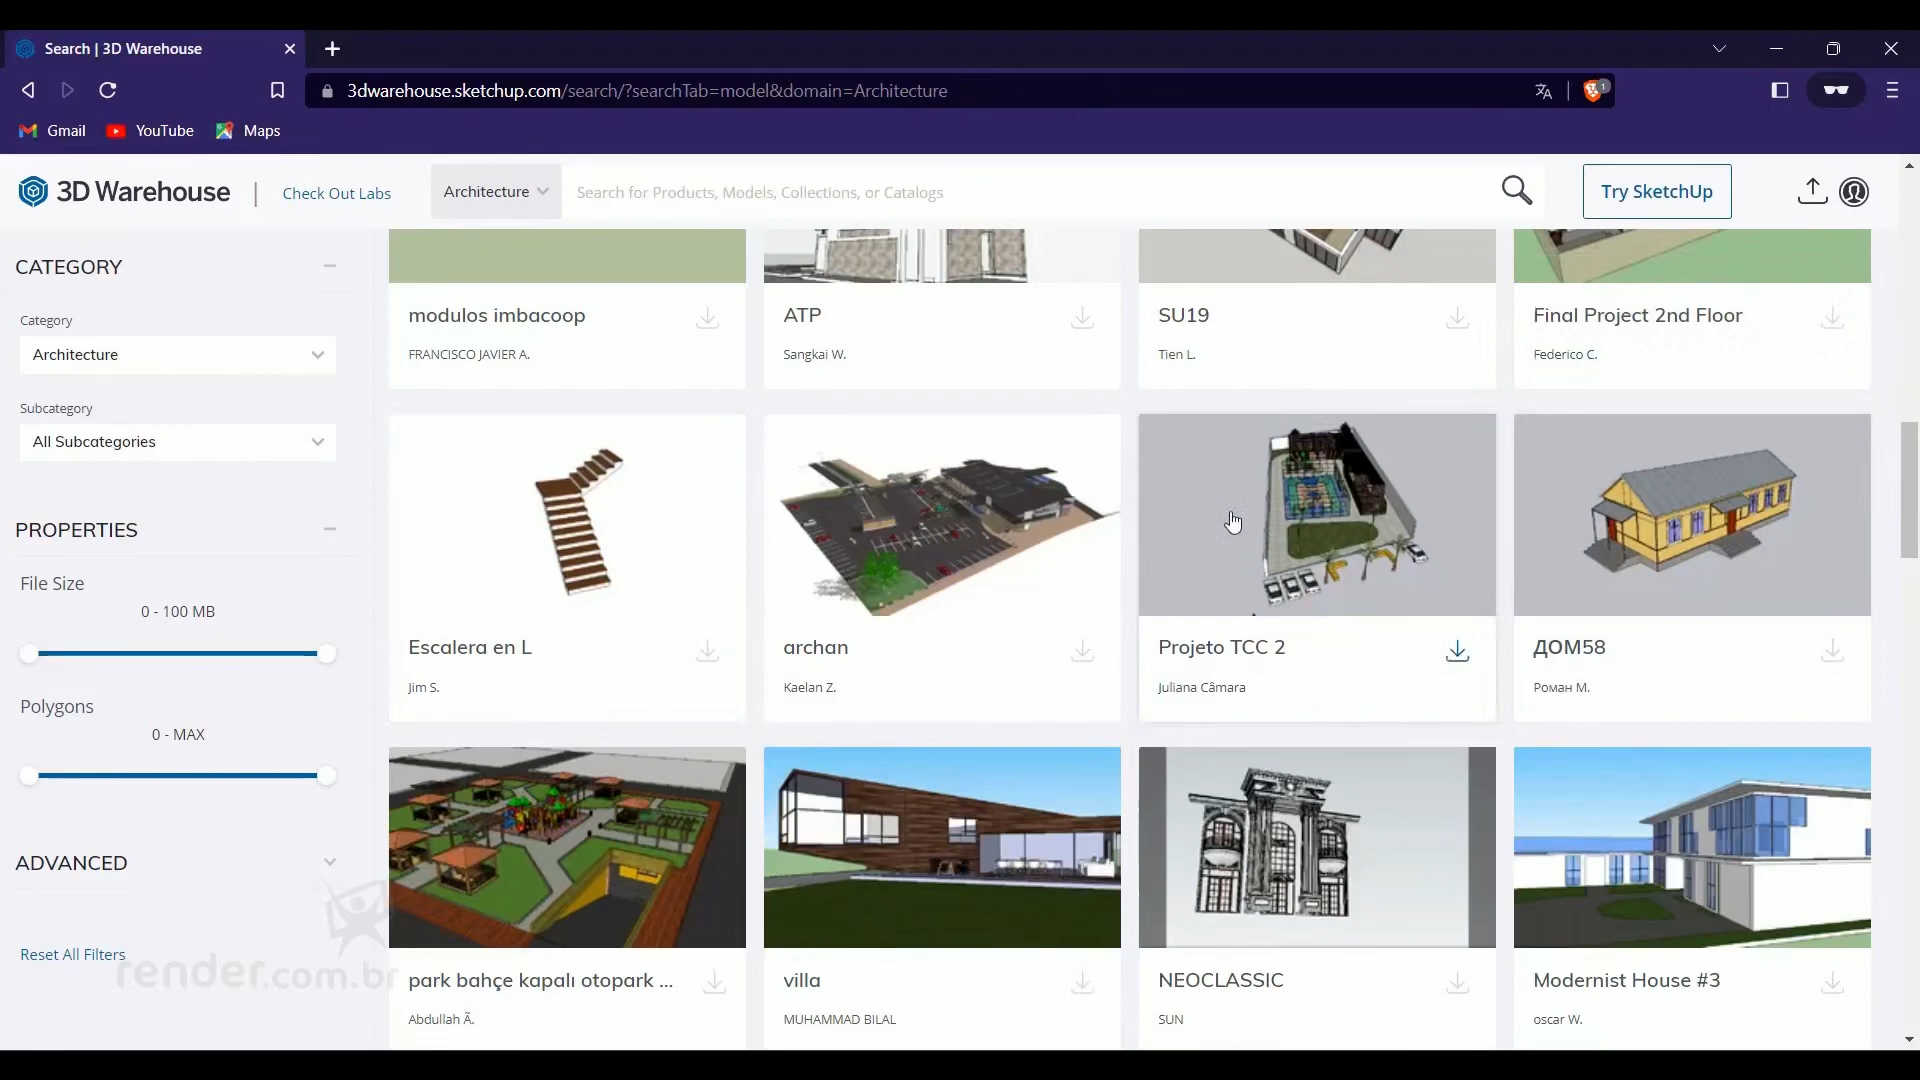 Search | 3D Warehouse
3dwarehouse.sketchup.com/search/?searchTab=model&domain=Architecture
1
Gmail YouTube Maps
3D Warehouse | Check Out Labs Architecture Search for Products, Models, Collections, or Catalogs Try SketchUp
CATEGORY
Category
Architecture
Subcategory
All Subcategories
PROPERTIES
File Size
0 - 100 MB
Polygons
0 - MAX
ADVANCED
Reset All Filters
render.com.br
modulos imbacoop ATP SU19 Final Project 2nd Floor
FRANCISCO JAVIER A. Sangkai W. Tien L. Federico C.
Escalera en L archan Projeto TCC 2 ДОМ58
Jim S. Kaelan Z. Juliana Câmara Роман М.
park bahçe kapalı otopark ... villa NEOCLASSIC Modernist House #3
Abdullah Ã. MUHAMMAD BILAL SUN oscar W.